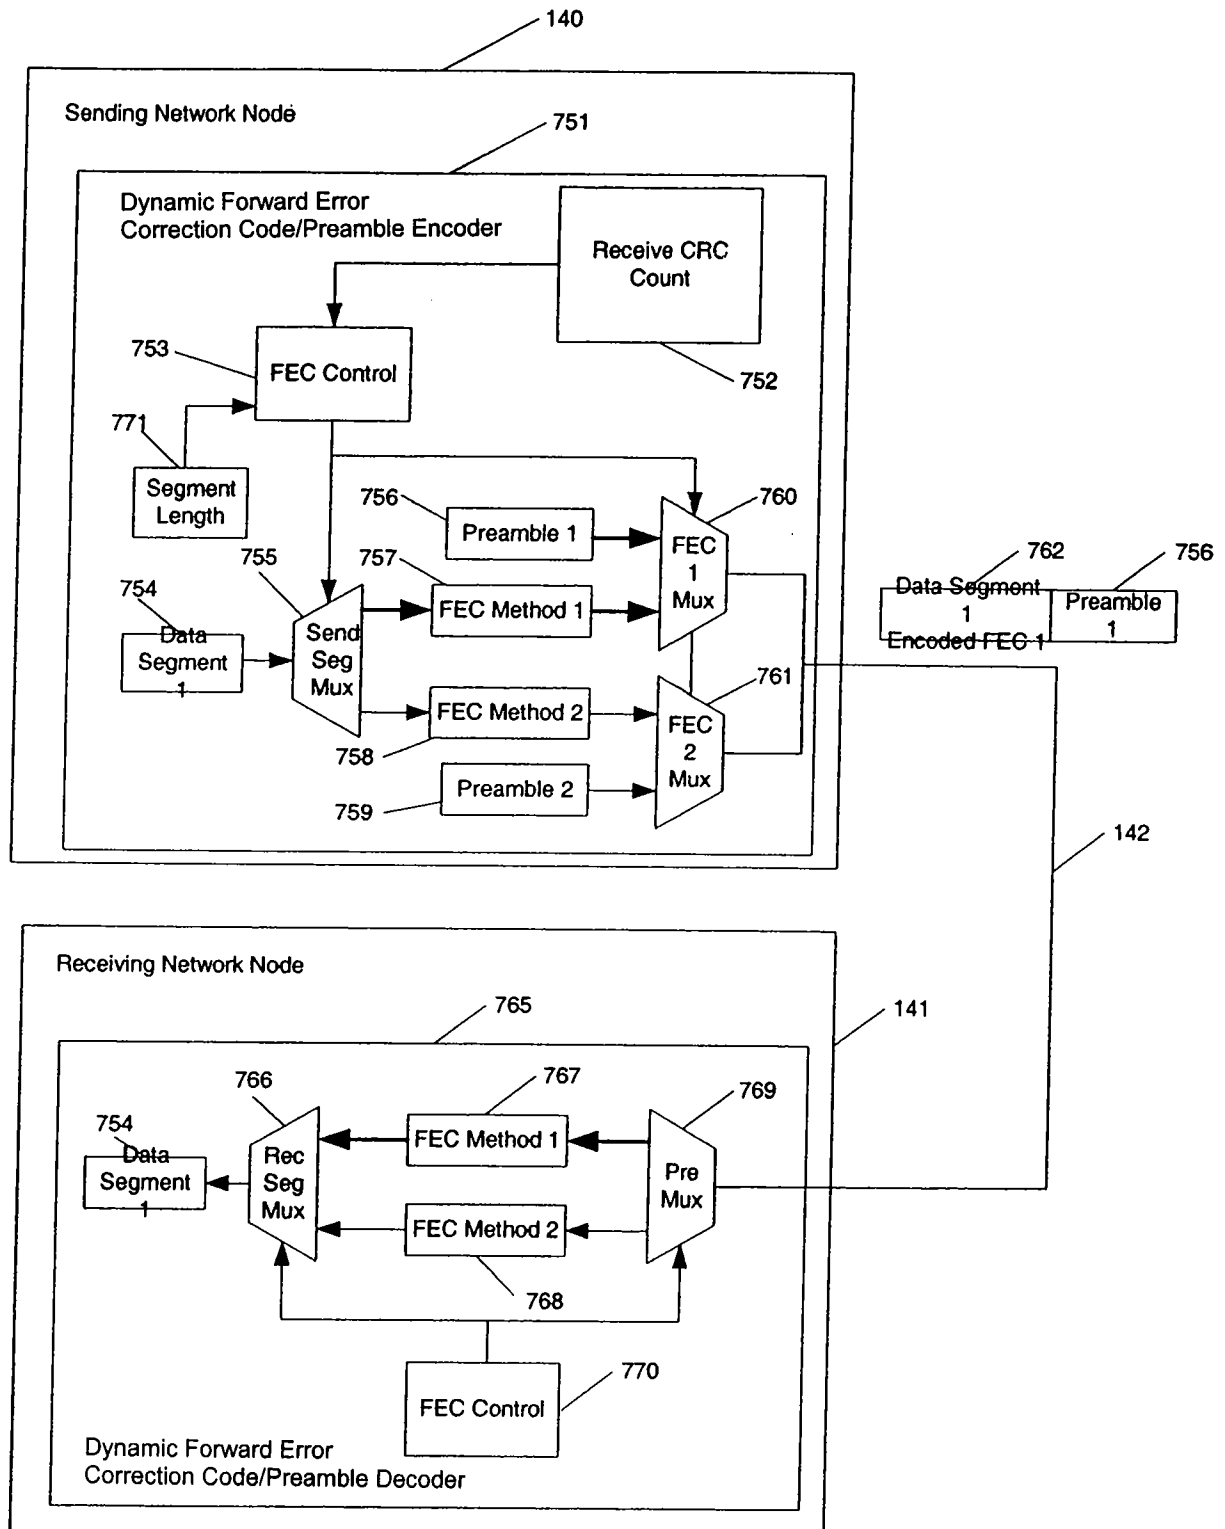 140
Sending Network Node
751
Dynamic Forward Error
Correction Code/Preamble Encoder
Receive CRC
Count
753
FEC Control
752
771
Segment
Length
756
Preamble 1
760
FEC
1
Mux
762
756
Data Segment
1
Encoded FEC 1
Preamble
1
755
757
FEC Method 1
754
Data
Segment
1
Send
Seg
Mux
761
FEC Method 2
FEC
2
Mux
758
Preamble 2
759
142
Receiving Network Node
765
141
766
767
769
754
Data
Segment
1
Rec
Seg
Mux
FEC Method 1
Pre
Mux
FEC Method 2
768
770
FEC Control
Dynamic Forward Error
Correction Code/Preamble Decoder